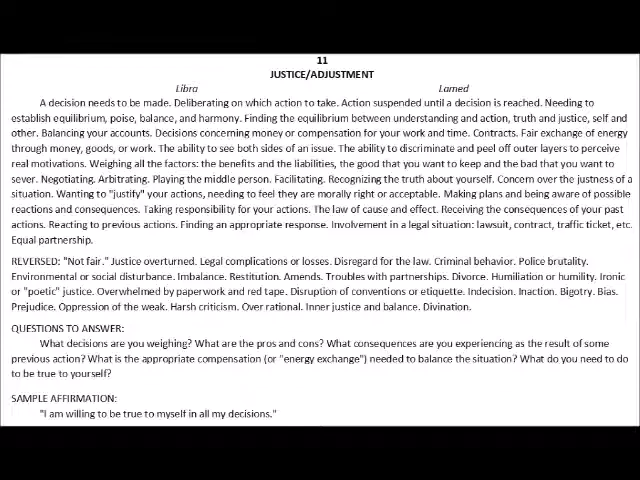 11
JUSTICE/ADJUSTMENT
Libra Lamed
A decision needs to be made. Deliberating on which action to take. Action suspended until a decision is reached. Needing to
establish equilibrium, poise, balance, and harmony. Finding the equilibrium between understanding and action, truth and justice, self and
other. Balancing your accounts. Decisions concerning money or compensation for your work and time. Contracts. Fair exchange of energy
through money, goods, or work. The ability to see both sides of an issue. The ability to discriminate and peel off outer layers to perceive
real motivations. Weighing all the factors: the benefits and the liabilities, the good that you want to keep and the bad that you want to
sever. Negotiating. Arbitrating. Playing the middle person. Facilitating. Recognizing the truth about yourself. Concern over the justness of a
situation. Wanting to "justify" your actions, needing to feel they are morally right or acceptable. Making plans and being aware of possible
reactions and consequences. Taking responsibility for your actions. The law of cause and effect. Receiving the consequences of your past
actions. Reacting to previous actions. Finding an appropriate response. Involvement in a legal situation: lawsuit, contract, traffic ticket, etc.
Equal partnership.
REVERSED: "Not fair." Justice overturned. Legal complications or losses. Disregard for the law. Criminal behavior. Police brutality.
Environmental or social disturbance. Imbalance. Restitution. Amends. Troubles with partnerships. Divorce. Humiliation or humility. Ironic
or "poetic" justice. Overwhelmed by paperwork and red tape. Disruption of conventions or etiquette. Indecision. Inaction. Bigotry. Bias.
Prejudice. Oppression of the weak. Harsh criticism. Over rational. Inner justice and balance. Divination.
QUESTIONS TO ANSWER:
What decisions are you weighing? What are the pros and cons? What consequences are you experiencing as the result of some
previous action? What is the appropriate compensation (or "energy exchange") needed to balance the situation? What do you need to do
to be true to yourself?
SAMPLE AFFIRMATION:
"I am willing to be true to myself in all my decisions."